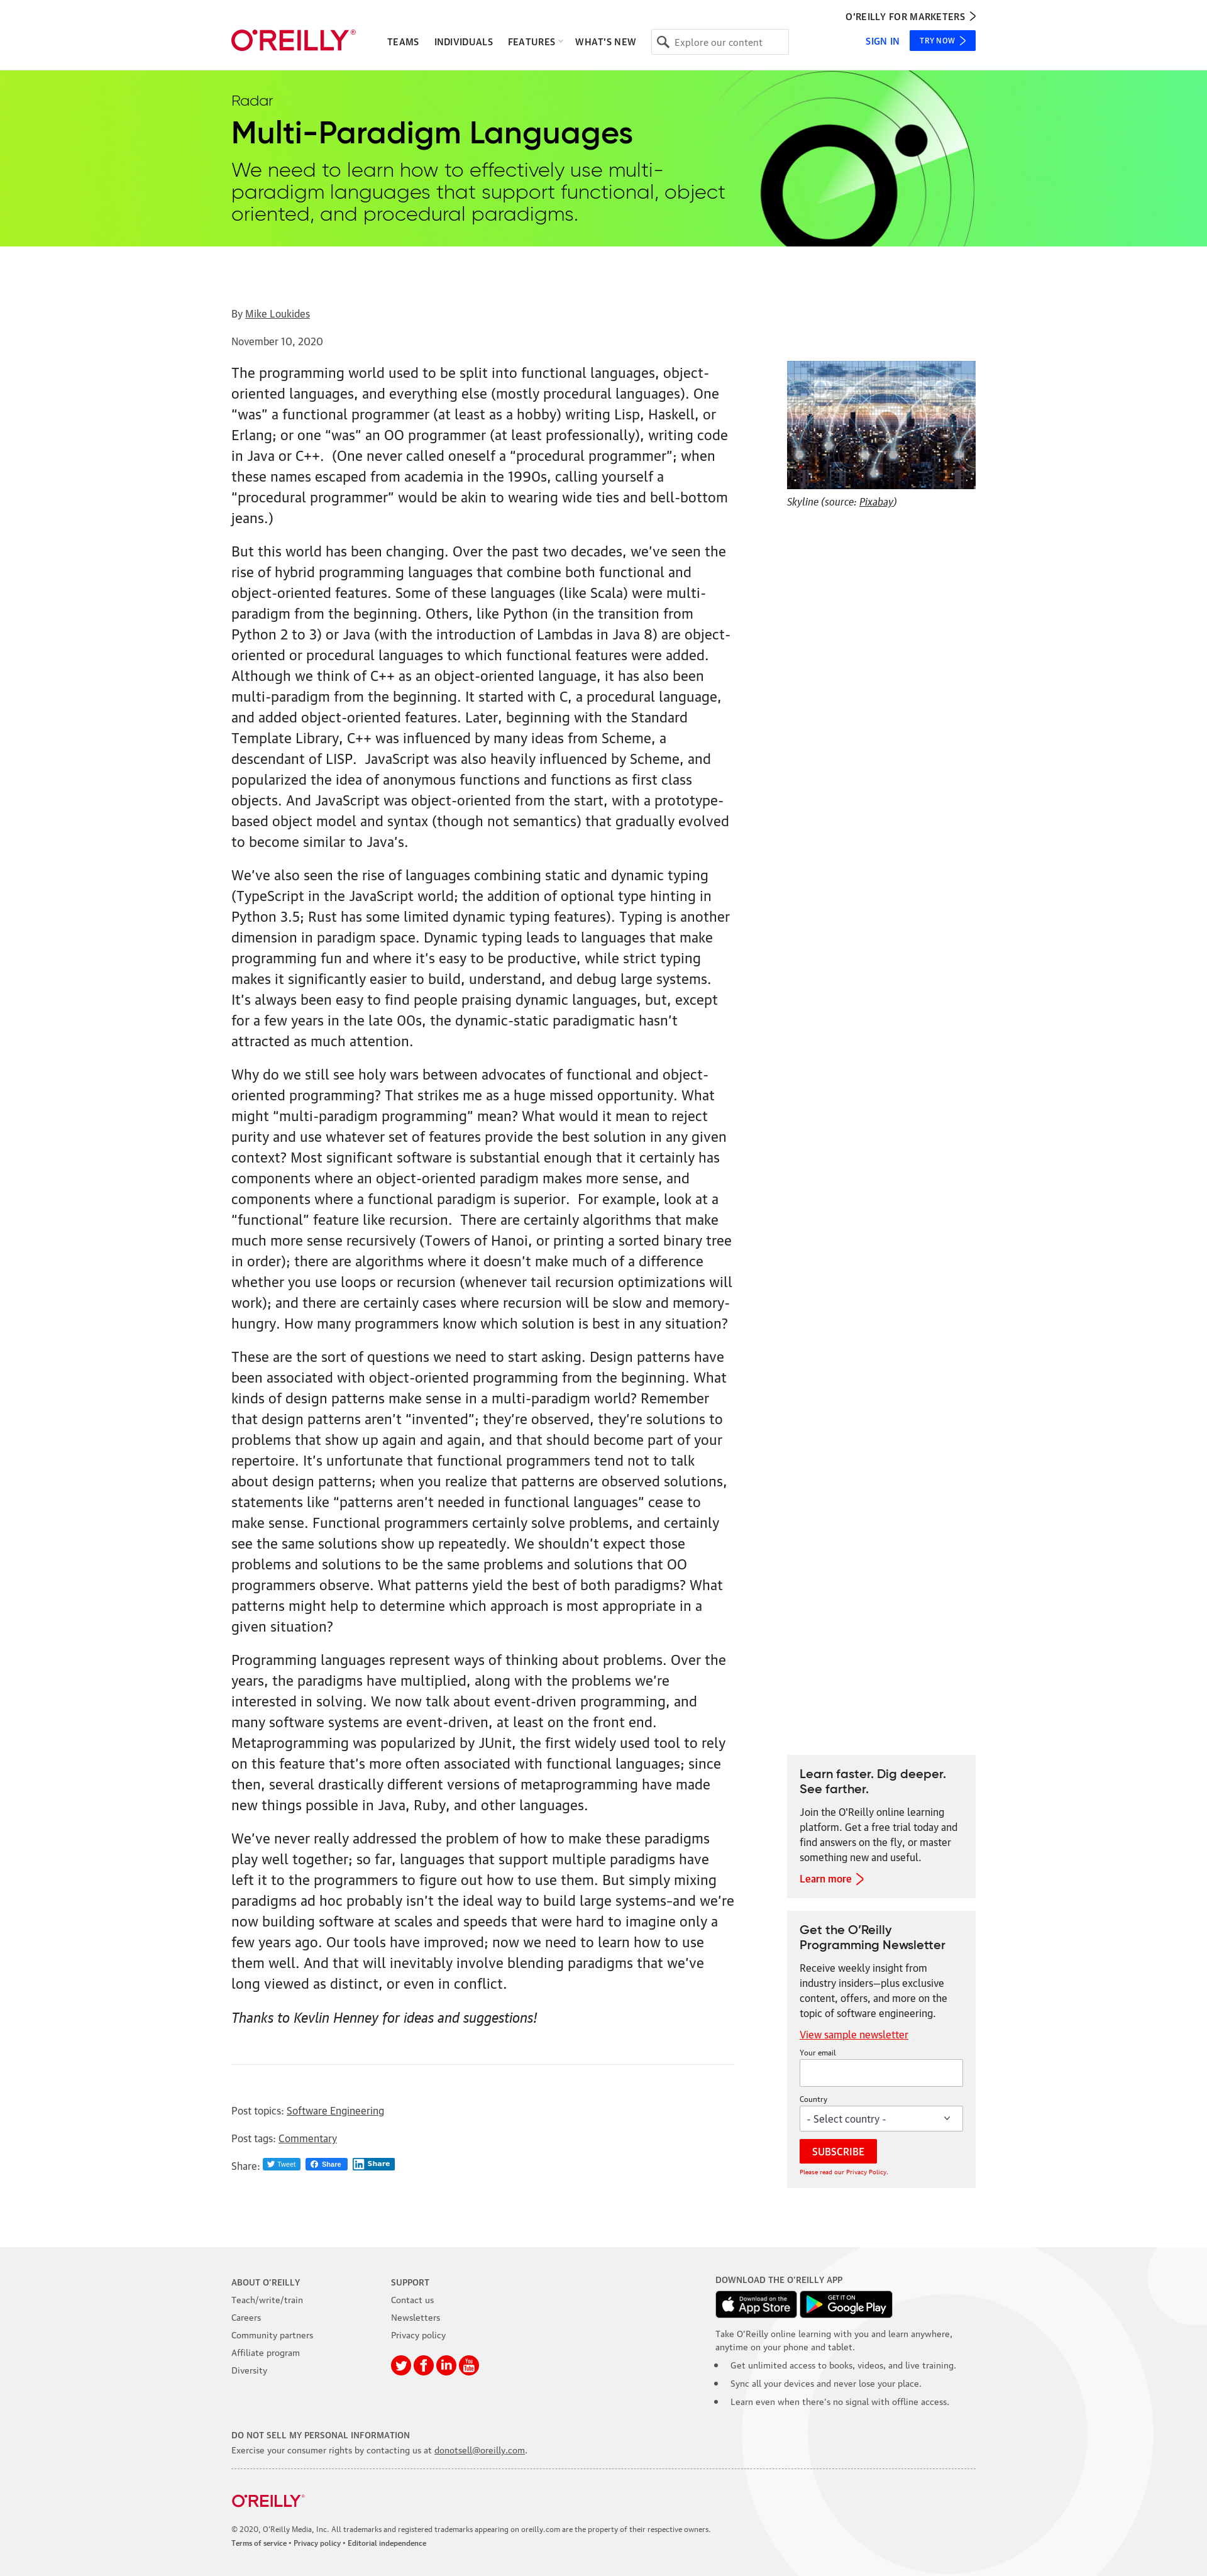 O'REILLY FOR MARKETERS
O'REILLY®
TEAMS INDIVIDUALS FEATURES WHAT'S NEW Explore our content SIGN IN TRY NOW
Radar
Multi-Paradigm Languages
We need to learn how to effectively use multi-
paradigm languages that support functional, object
oriented, and procedural paradigms.
By Mike Loukides
November 10, 2020
The programming world used to be split into functional languages, object-
oriented languages, and everything else (mostly procedural languages). One
“was” a functional programmer (at least as a hobby) writing Lisp, Haskell, or
Erlang; or one “was” an OO programmer (at least professionally), writing code
in Java or C++.  (One never called oneself a “procedural programmer”; when
these names escaped from academia in the 1990s, calling yourself a
“procedural programmer” would be akin to wearing wide ties and bell-bottom
jeans.)
Skyline (source: Pixabay)
But this world has been changing. Over the past two decades, we’ve seen the
rise of hybrid programming languages that combine both functional and
object-oriented features. Some of these languages (like Scala) were multi-
paradigm from the beginning. Others, like Python (in the transition from
Python 2 to 3) or Java (with the introduction of Lambdas in Java 8) are object-
oriented or procedural languages to which functional features were added.
Although we think of C++ as an object-oriented language, it has also been
multi-paradigm from the beginning. It started with C, a procedural language,
and added object-oriented features. Later, beginning with the Standard
Template Library, C++ was influenced by many ideas from Scheme, a
descendant of LISP.  JavaScript was also heavily influenced by Scheme, and
popularized the idea of anonymous functions and functions as first class
objects. And JavaScript was object-oriented from the start, with a prototype-
based object model and syntax (though not semantics) that gradually evolved
to become similar to Java’s.
We’ve also seen the rise of languages combining static and dynamic typing
(TypeScript in the JavaScript world; the addition of optional type hinting in
Python 3.5; Rust has some limited dynamic typing features). Typing is another
dimension in paradigm space. Dynamic typing leads to languages that make
programming fun and where it’s easy to be productive, while strict typing
makes it significantly easier to build, understand, and debug large systems.
It’s always been easy to find people praising dynamic languages, but, except
for a few years in the late 00s, the dynamic-static paradigmatic hasn’t
attracted as much attention.
Why do we still see holy wars between advocates of functional and object-
oriented programming? That strikes me as a huge missed opportunity. What
might “multi-paradigm programming” mean? What would it mean to reject
purity and use whatever set of features provide the best solution in any given
context? Most significant software is substantial enough that it certainly has
components where an object-oriented paradigm makes more sense, and
components where a functional paradigm is superior.  For example, look at a
“functional” feature like recursion.  There are certainly algorithms that make
much more sense recursively (Towers of Hanoi, or printing a sorted binary tree
in order); there are algorithms where it doesn’t make much of a difference
whether you use loops or recursion (whenever tail recursion optimizations will
work); and there are certainly cases where recursion will be slow and memory-
hungry. How many programmers know which solution is best in any situation?
These are the sort of questions we need to start asking. Design patterns have
been associated with object-oriented programming from the beginning. What
kinds of design patterns make sense in a multi-paradigm world? Remember
that design patterns aren’t “invented”; they’re observed, they’re solutions to
problems that show up again and again, and that should become part of your
repertoire. It’s unfortunate that functional programmers tend not to talk
about design patterns; when you realize that patterns are observed solutions,
statements like “patterns aren’t needed in functional languages” cease to
make sense. Functional programmers certainly solve problems, and certainly
see the same solutions show up repeatedly. We shouldn’t expect those
problems and solutions to be the same problems and solutions that OO
programmers observe. What patterns yield the best of both paradigms? What
patterns might help to determine which approach is most appropriate in a
given situation?
Programming languages represent ways of thinking about problems. Over the
years, the paradigms have multiplied, along with the problems we’re
interested in solving. We now talk about event-driven programming, and
many software systems are event-driven, at least on the front end.
Metaprogramming was popularized by JUnit, the first widely used tool to rely
on this feature that’s more often associated with functional languages; since
then, several drastically different versions of metaprogramming have made
new things possible in Java, Ruby, and other languages.
We’ve never really addressed the problem of how to make these paradigms
play well together; so far, languages that support multiple paradigms have
left it to the programmers to figure out how to use them. But simply mixing
paradigms ad hoc probably isn’t the ideal way to build large systems–and we’re
now building software at scales and speeds that were hard to imagine only a
few years ago. Our tools have improved; now we need to learn how to use
them well. And that will inevitably involve blending paradigms that we’ve
long viewed as distinct, or even in conflict.
Thanks to Kevlin Henney for ideas and suggestions!
Learn faster. Dig deeper.
See farther.
Join the O'Reilly online learning
platform. Get a free trial today and
find answers on the fly, or master
something new and useful.
Learn more
Get the O’Reilly
Programming Newsletter
Receive weekly insight from
industry insiders—plus exclusive
content, offers, and more on the
topic of software engineering.
View sample newsletter
Your email
Country
- Select country -
SUBSCRIBE
Please read our Privacy Policy.
Post topics: Software Engineering
Post tags: Commentary
Share: Tweet Share Share
ABOUT O’REILLY
Teach/write/train
Careers
Community partners
Affiliate program
Diversity
SUPPORT
Contact us
Newsletters
Privacy policy
You
Tube
DOWNLOAD THE O’REILLY APP
Download on the
App Store
GET IT ON
Google Play
Take O’Reilly online learning with you and learn anywhere,
anytime on your phone and tablet.
Get unlimited access to books, videos, and live training.
Sync all your devices and never lose your place.
Learn even when there’s no signal with offline access.
DO NOT SELL MY PERSONAL INFORMATION
Exercise your consumer rights by contacting us at donotsell@oreilly.com.
O'REILLY®
© 2020, O’Reilly Media, Inc. All trademarks and registered trademarks appearing on oreilly.com are the property of their respective owners.
Terms of service • Privacy policy • Editorial independence